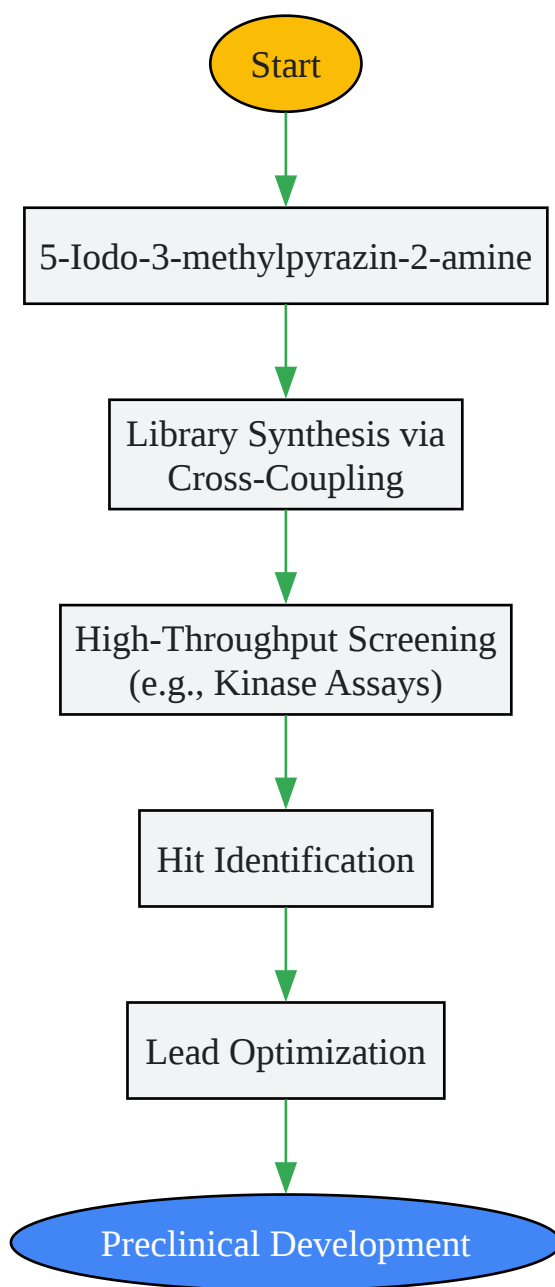 Start
5-Iodo-3-methylpyrazin-2-amine
Library Synthesis via
Cross-Coupling
High-Throughput Screening
(e.g., Kinase Assays)
Hit Identification
Lead Optimization
Preclinical Development